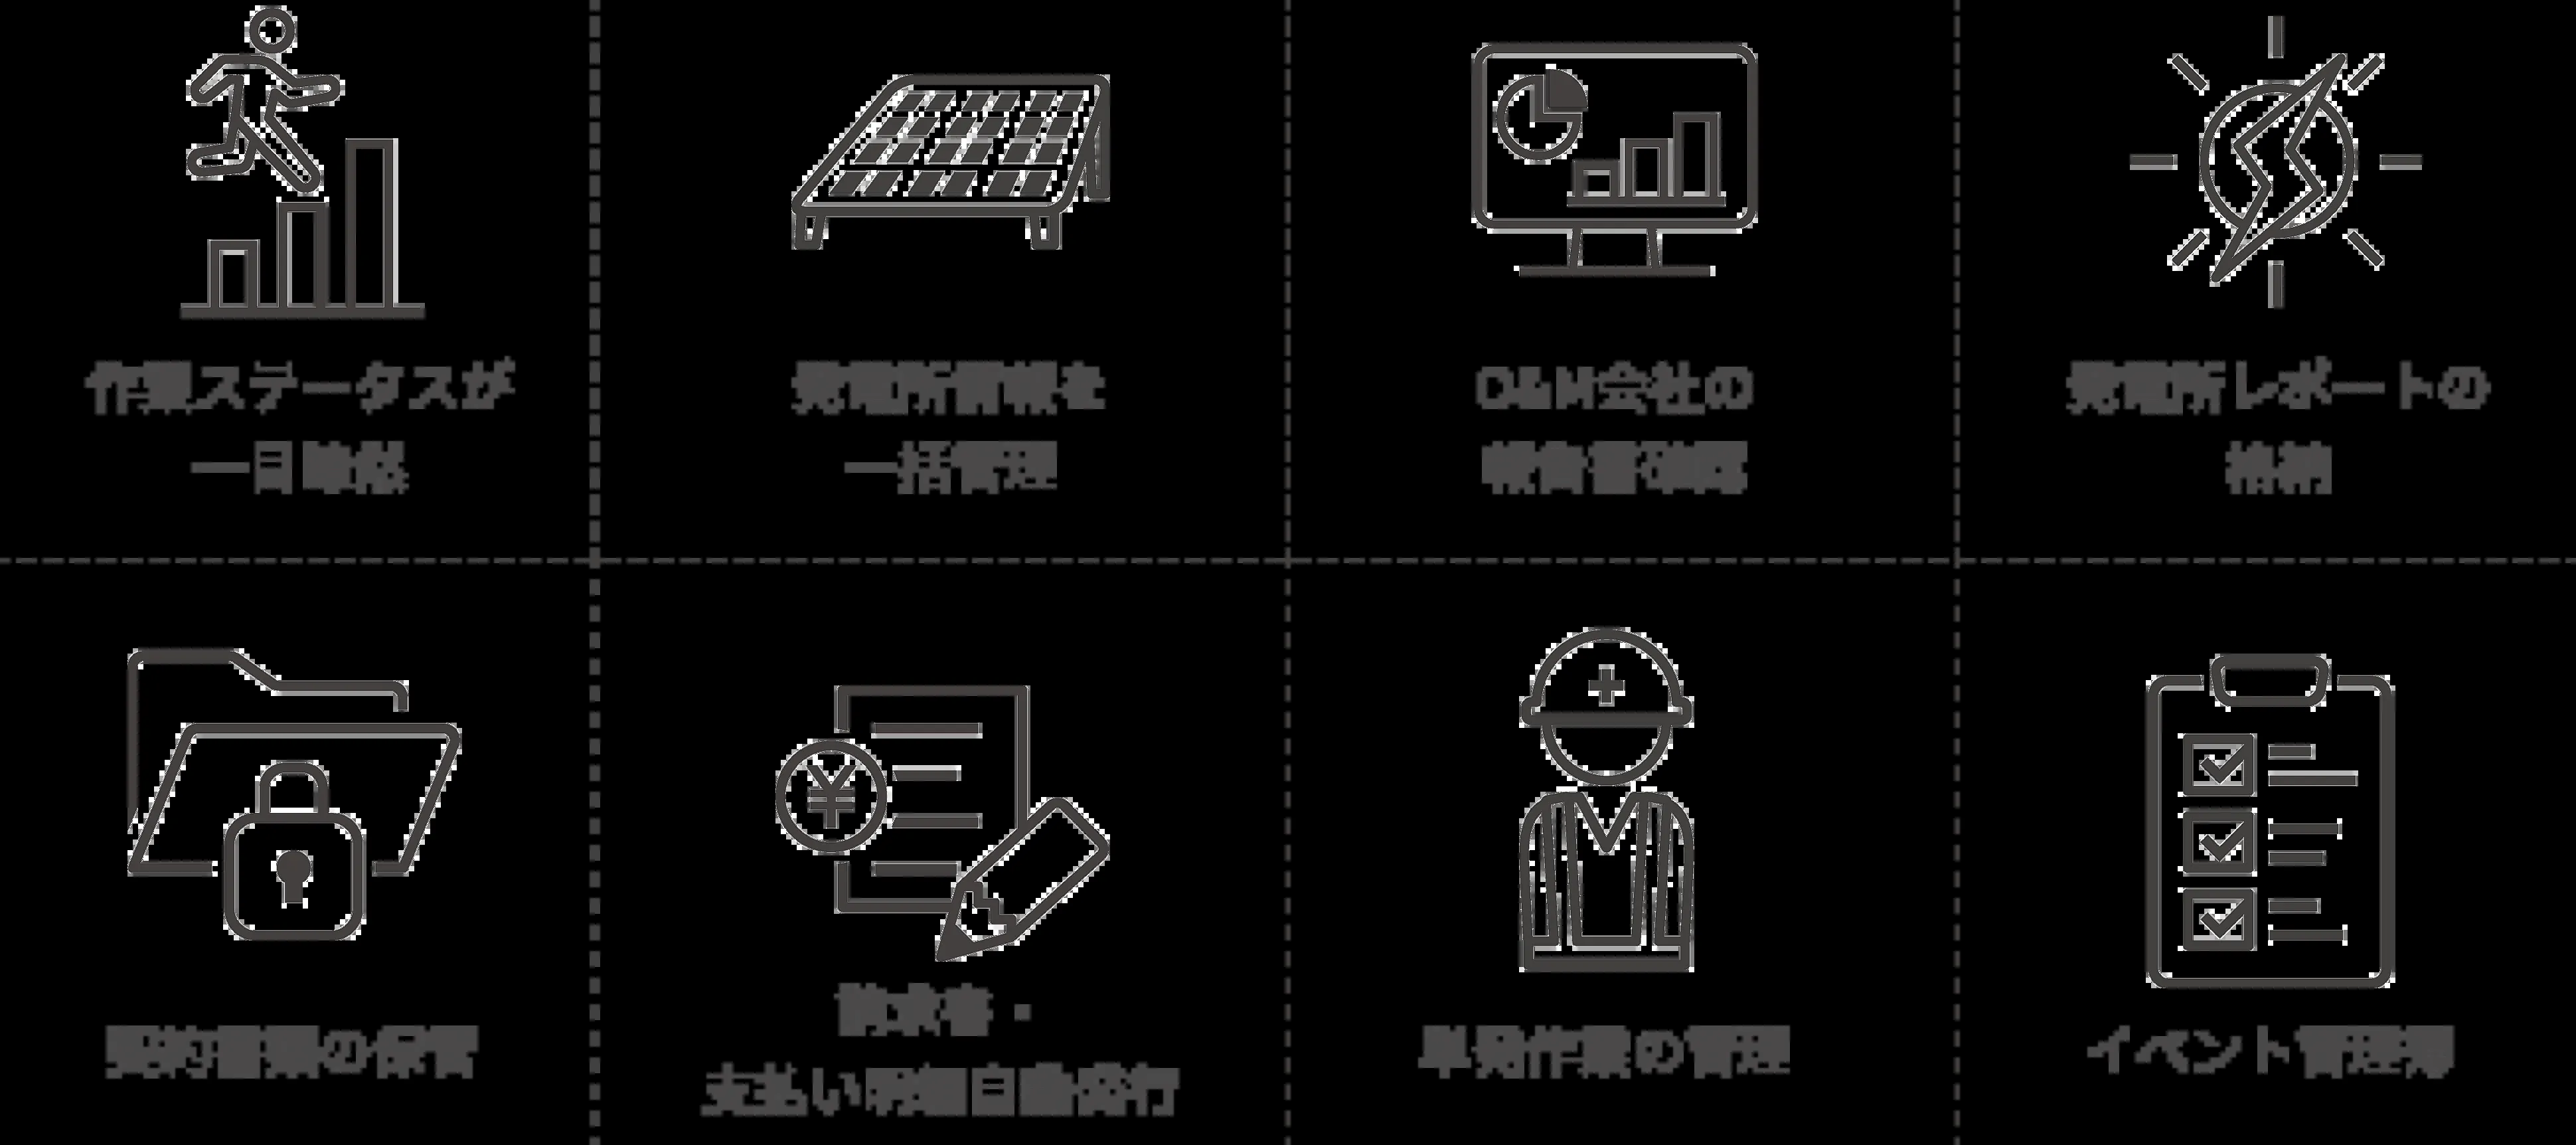 作業ステータスが
一目瞭然
発電所情報を
一括管理
O&M会社の
報告書確認
発電所レポートの
格納
契約書類の保管
請求書・
支払い明細自動発行
単発作業の管理
イベント管理簿